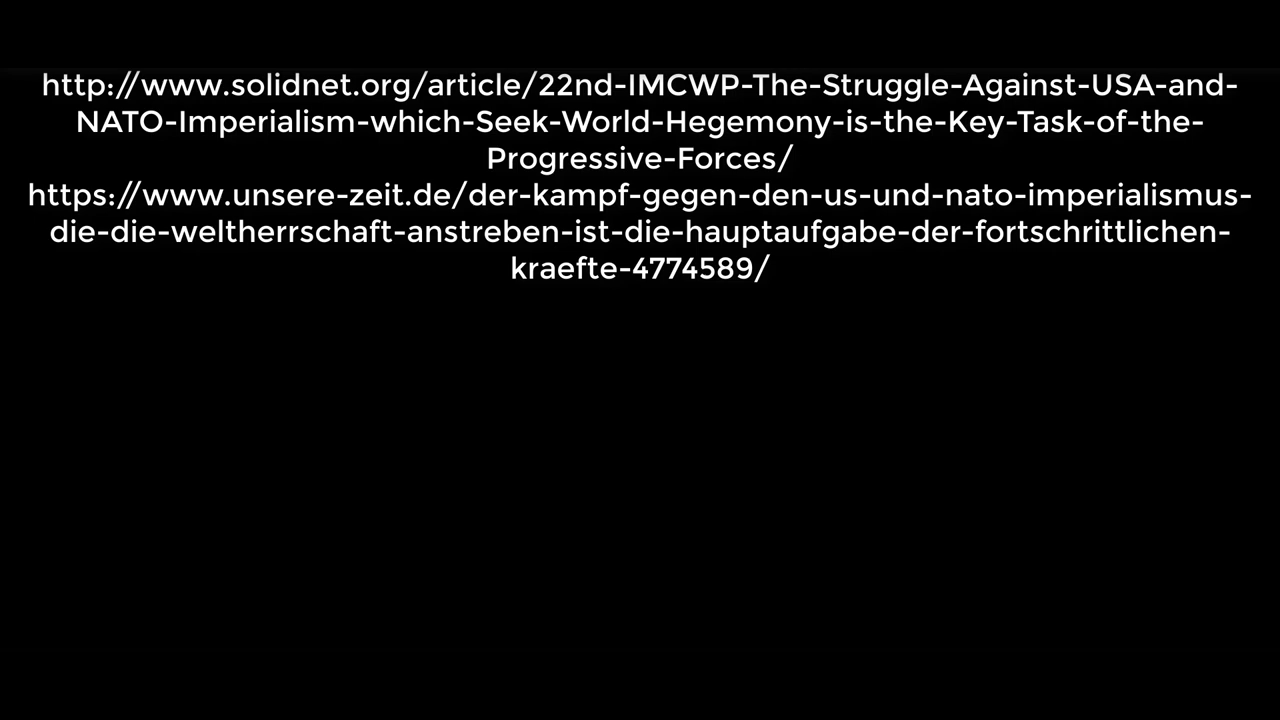 http://www.solidnet.org/article/22nd-IMCWP-The-Struggle-Against-USA-and-
NATO-Imperialism-which-Seek-World-Hegemony-is-the-Key-Task-of-the-
Progressive-Forces/
https://www.unsere-zeit.de/der-kampf-gegen-den-us-und-nato-imperialismus-
die-die-weltherrschaft-anstreben-ist-die-hauptaufgabe-der-fortschrittlichen-
kraefte-4774589/